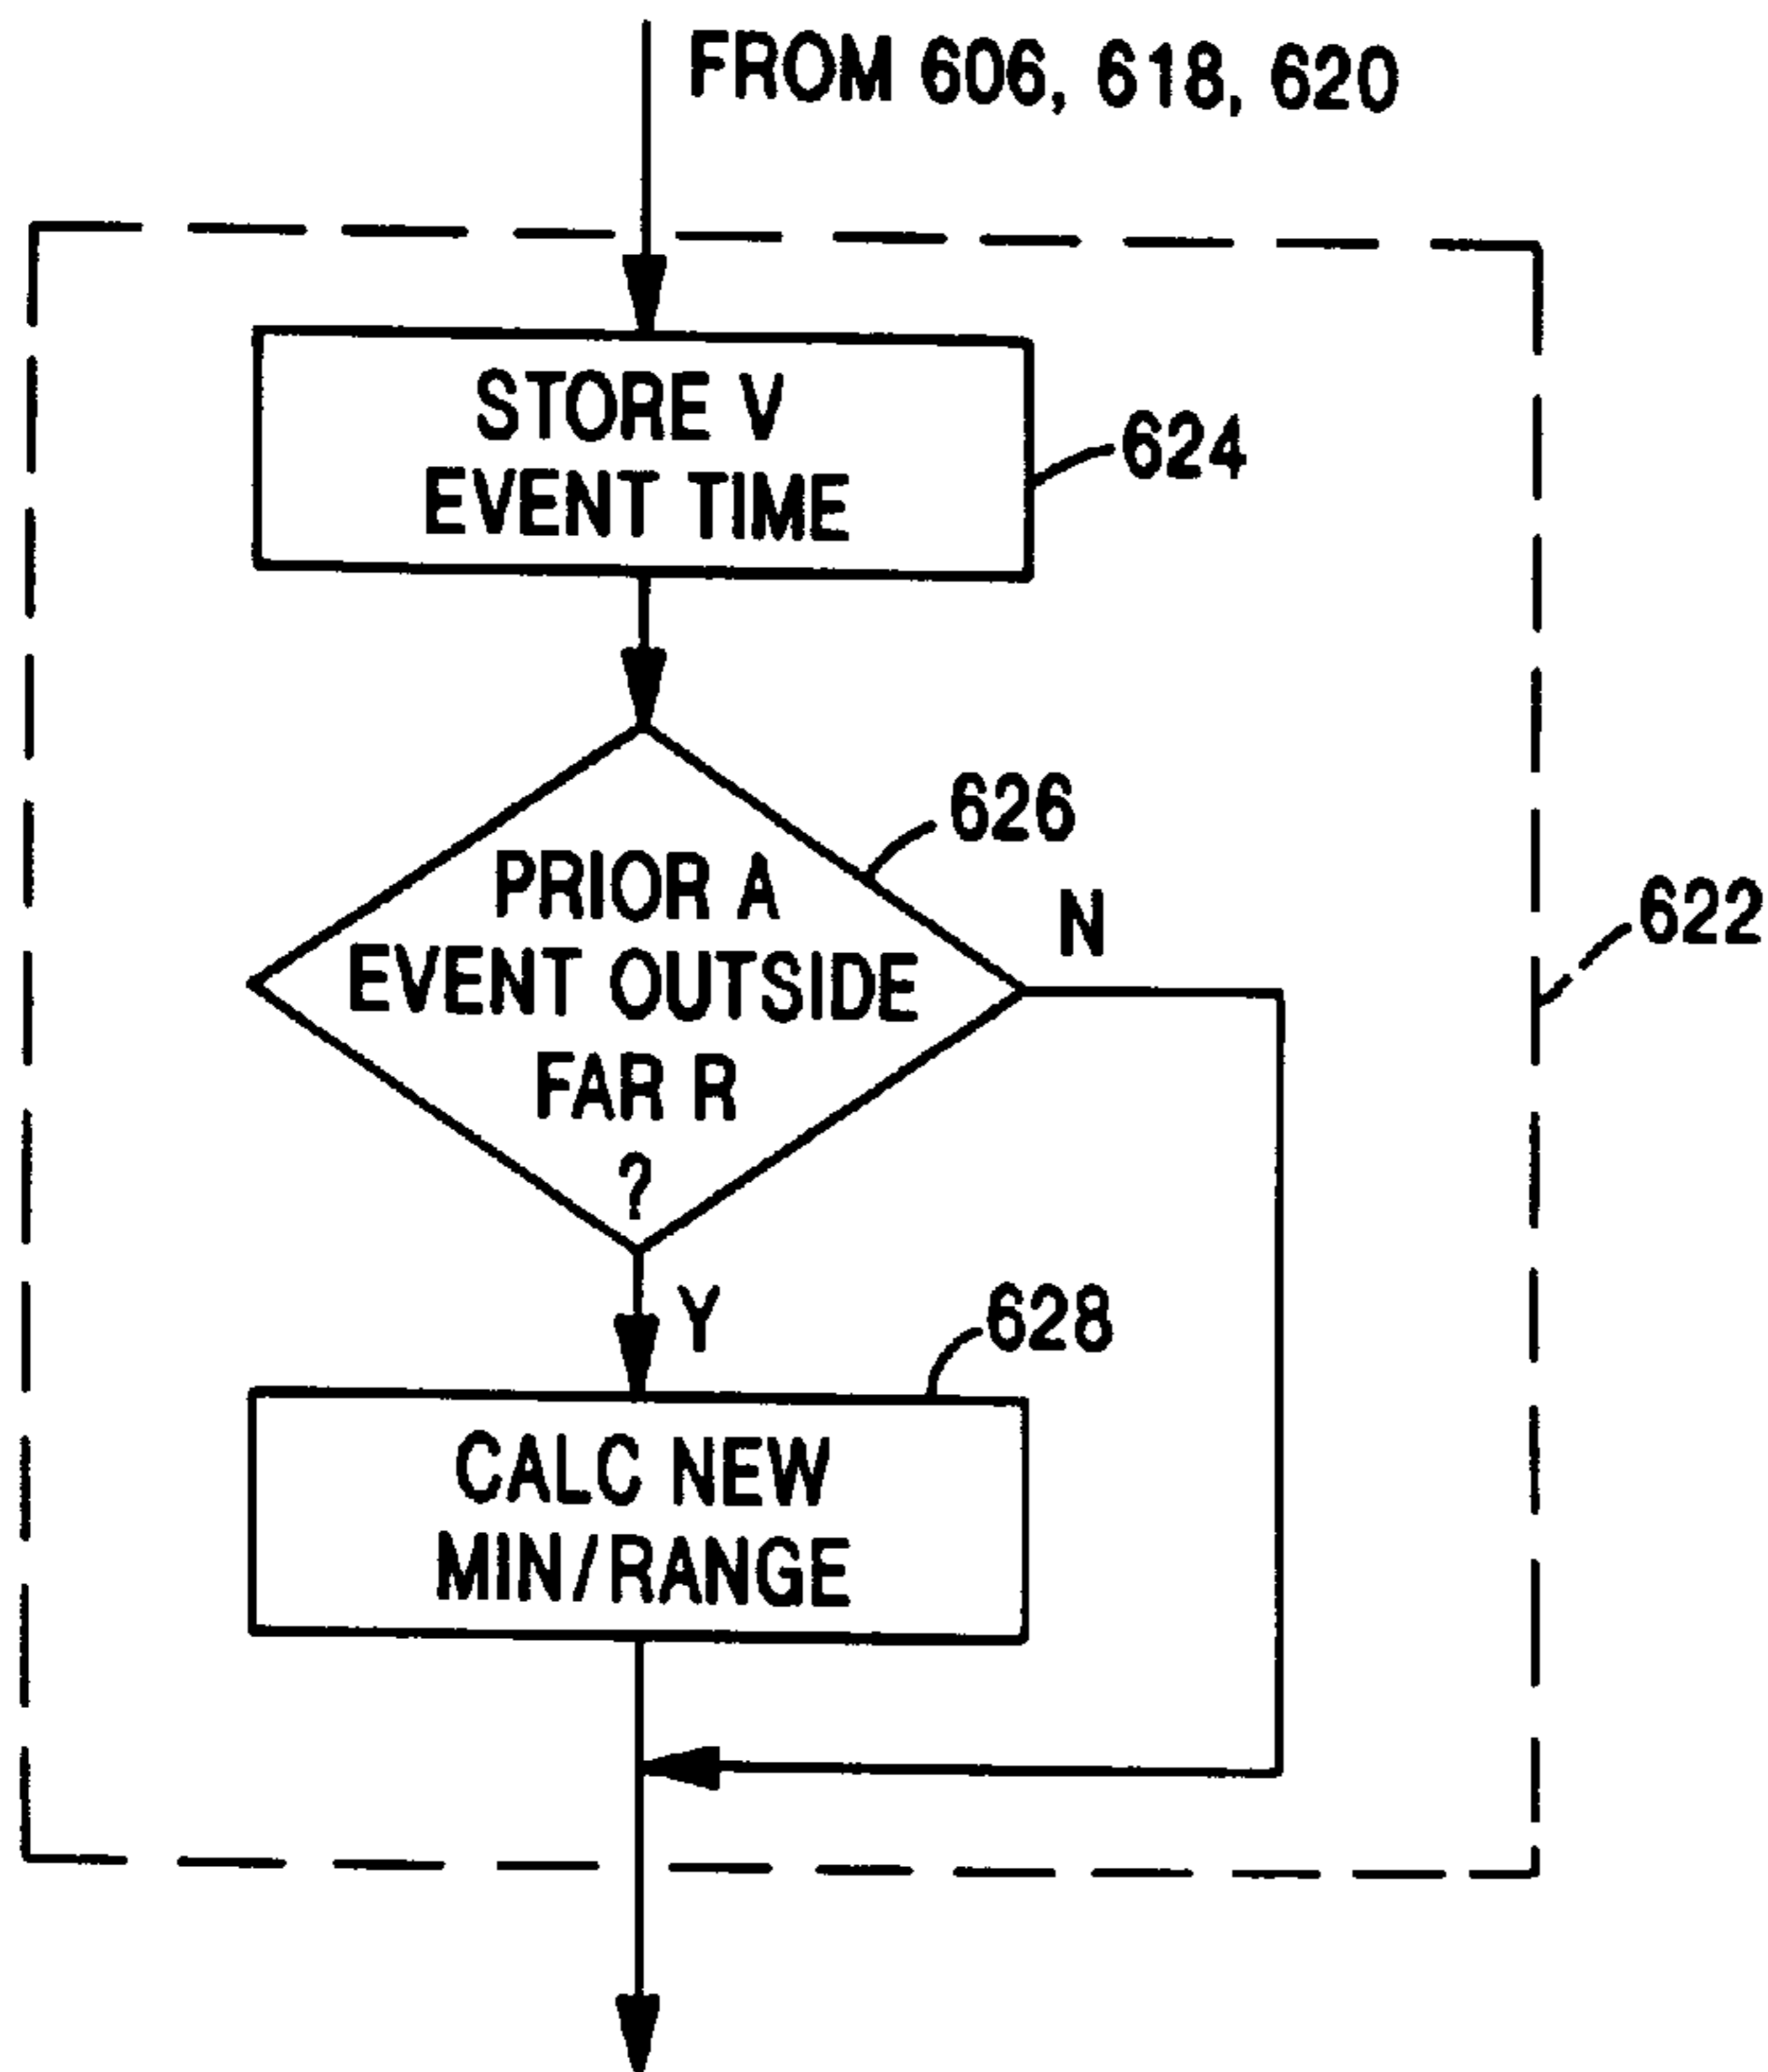 FROM 606, 618, 620
STORE V
EVENT TIME
624
626
PRIOR A
EVENT OUTSIDE
FAR R
?
N
622
Y
628
CALC NEW
MIN/RANGE